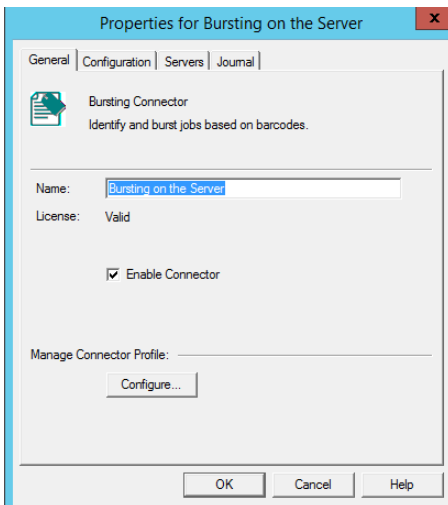 Properties for Bursting on the Server
x
General Configuration Servers Journal
Bursting Connector
Identify and burst jobs based on barcodes.
Name: Bursting on the Server
License: Valid
Enable Connector
Manage Connector Profile:
Configure...
OK Cancel Help